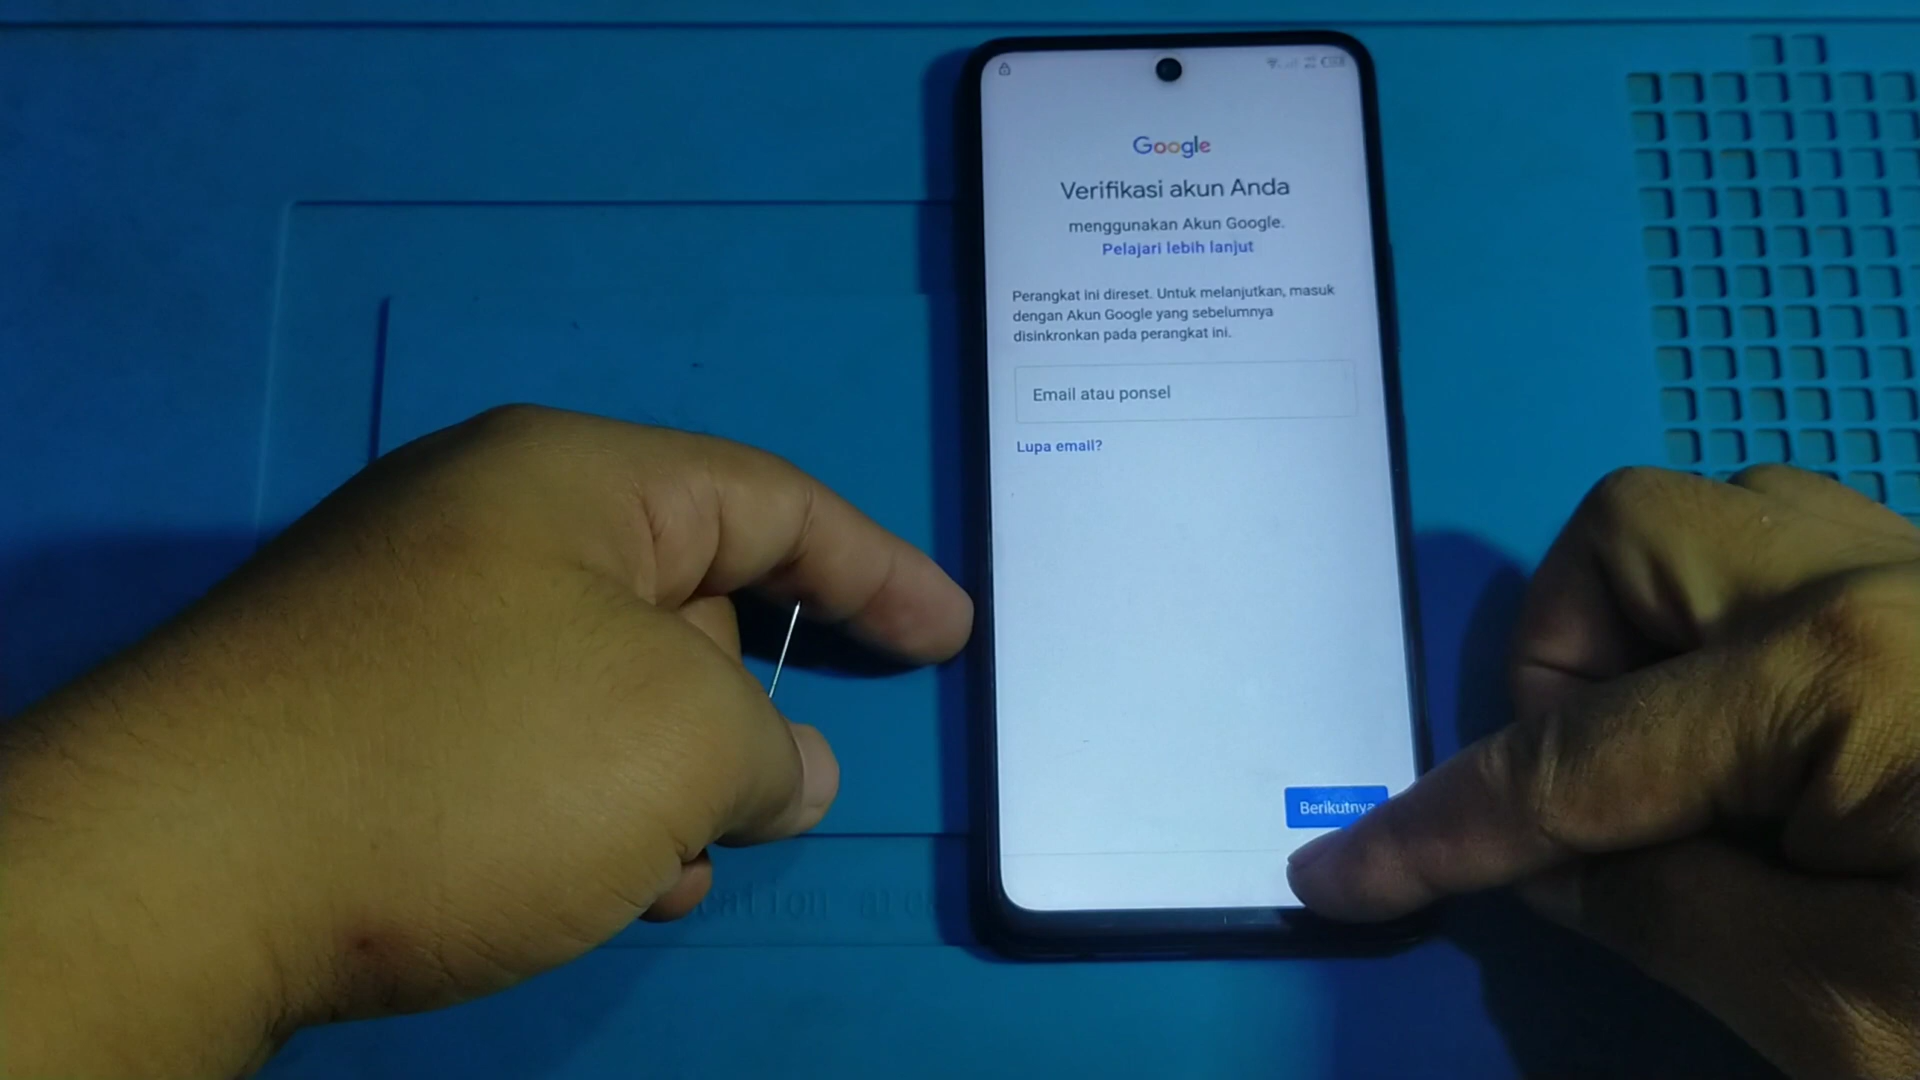 Google
Verifikasi akun Anda
menggunakan Akun Google.
Pelajari lebih lanjut
Perangkat ini direset. Untuk melanjutkan, masuk
dengan Akun Google yang sebelumnya
disinkronkan pada perangkat ini.
Email atau ponsel
Lupa email?
Berikutnya